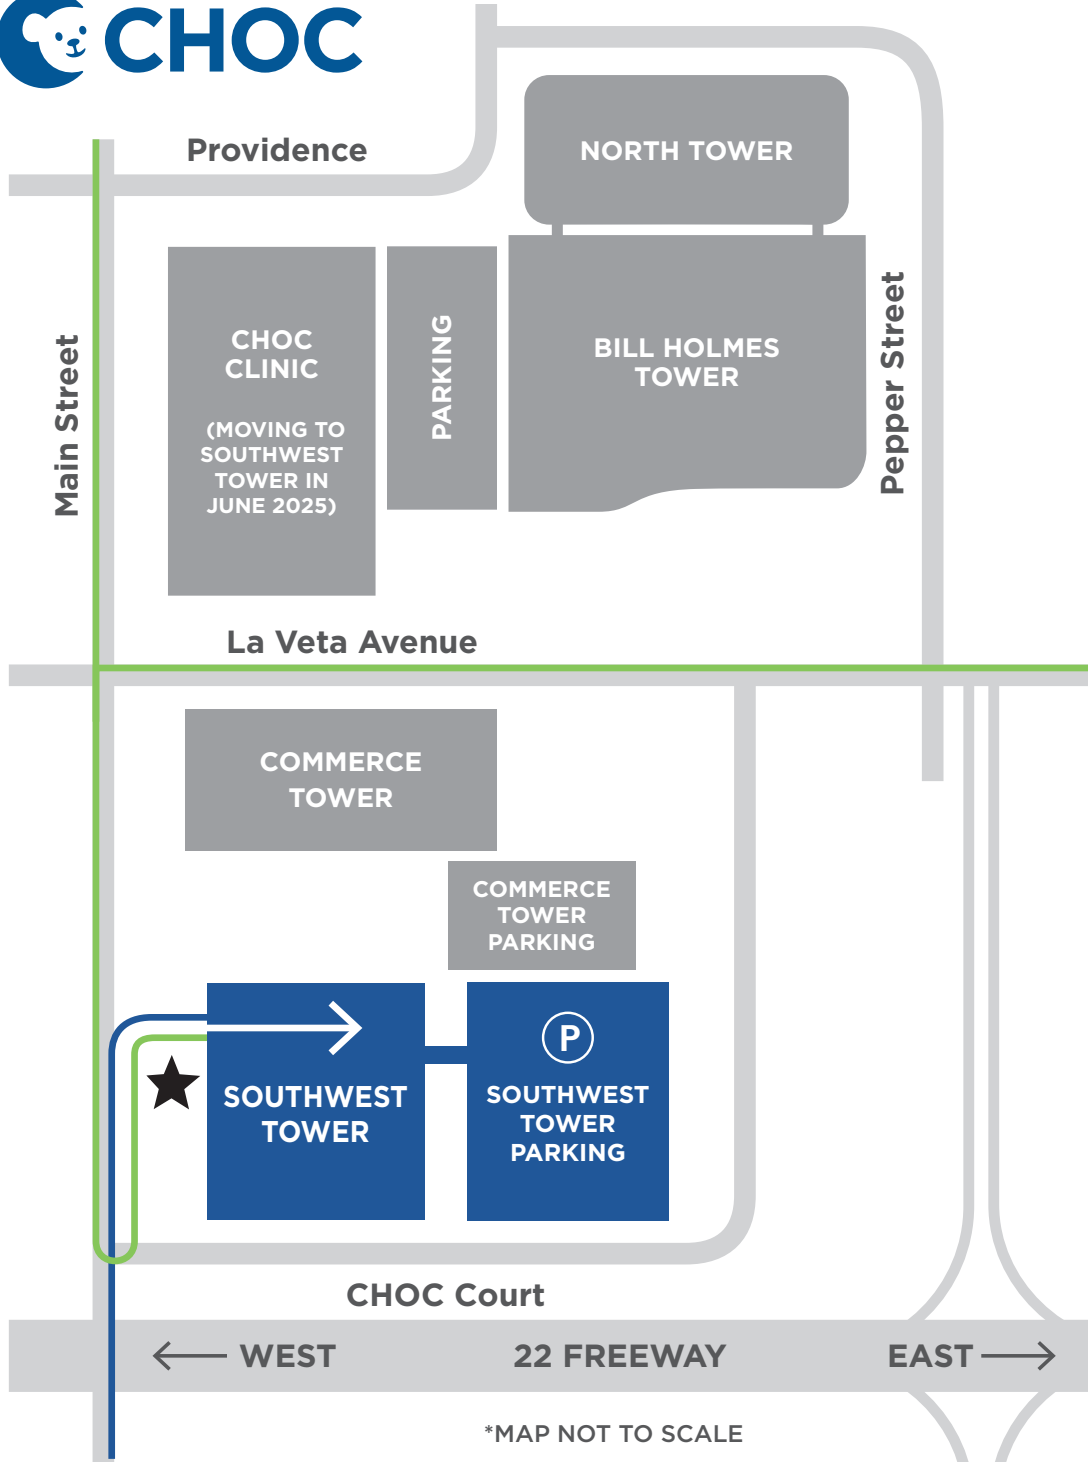 CHOC
Providence
NORTH TOWER
Main Street
CHOC
CLINIC
(MOVING TO
SOUTHWEST
TOWER IN
JUNE 2025)
PARKING
BILL HOLMES
TOWER
Pepper Street
La Veta Avenue
COMMERCE
TOWER
COMMERCE
TOWER
PARKING
SOUTHWEST
TOWER
P
SOUTHWEST
TOWER
PARKING
CHOC Court
WEST
22 FREEWAY
EAST
*MAP NOT TO SCALE